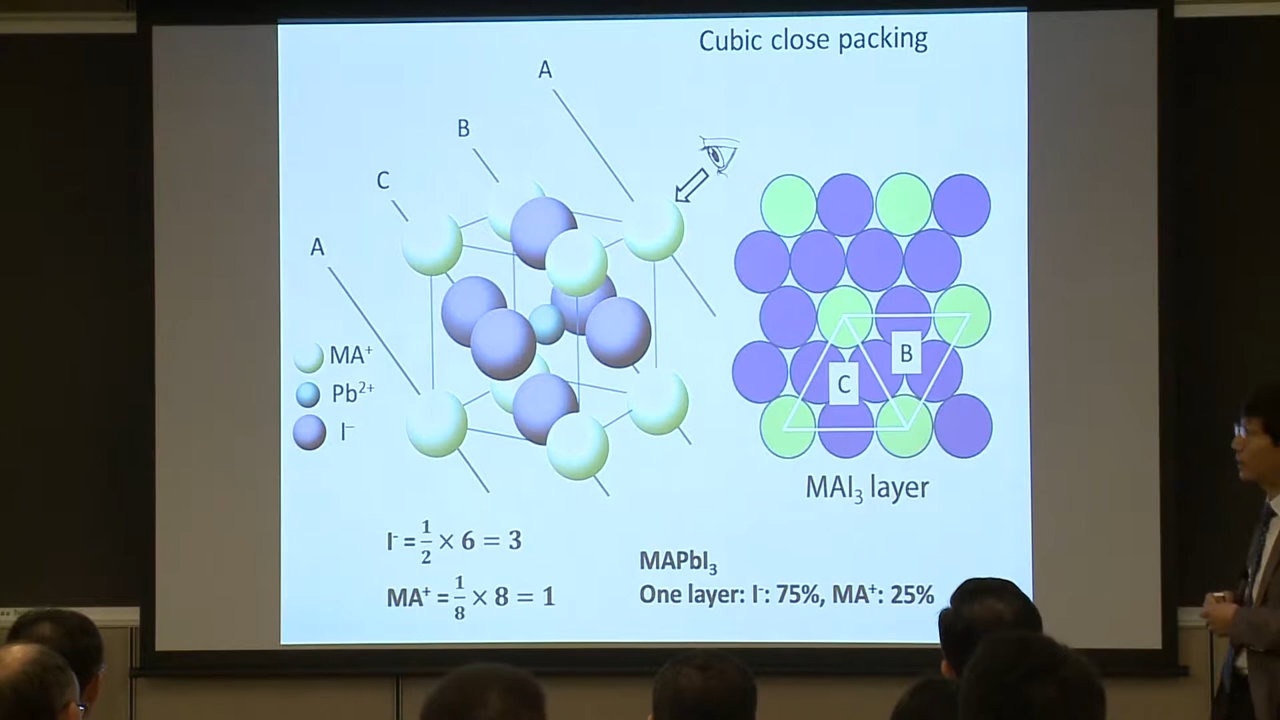 Cubic close packing
A
B
C
A
MA⁺
Pb²⁺
I⁻
B
C
MAI₃ layer
I⁻ = 1/2 × 6 = 3
MA⁺ = 1/8 × 8 = 1
MAPbI₃
One layer: I⁻: 75%, MA⁺: 25%